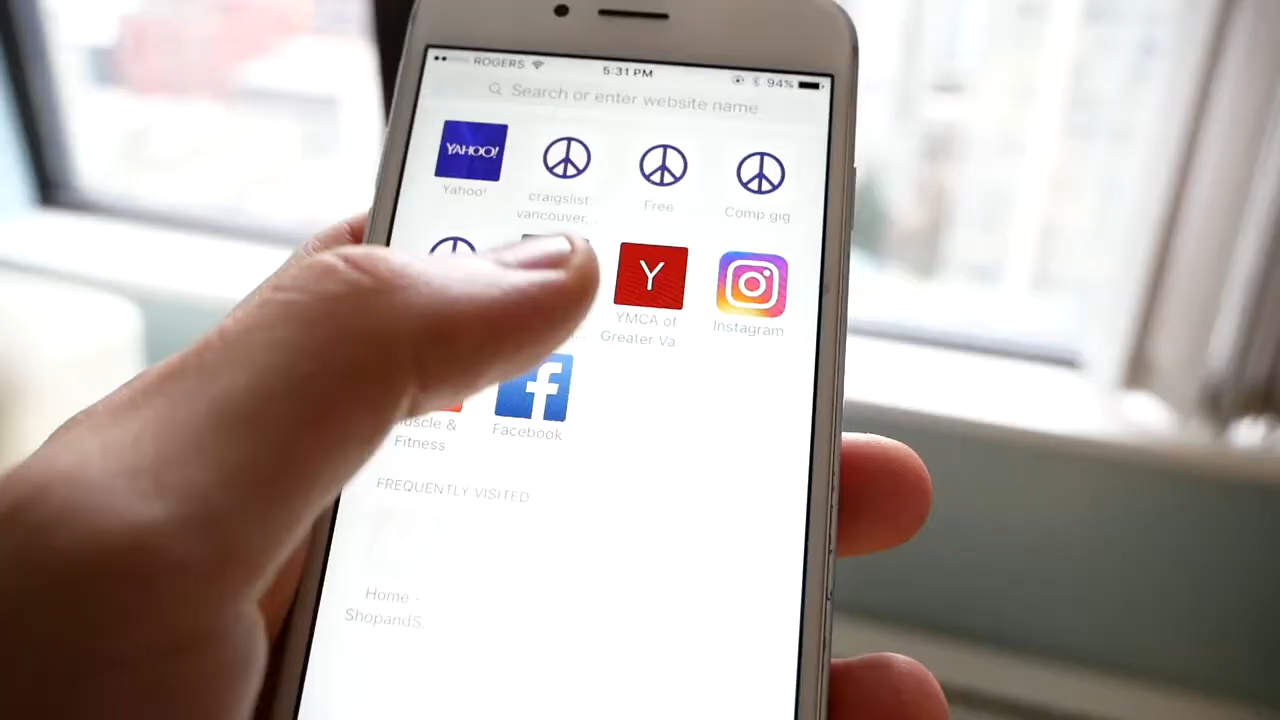 ROGERS 5:31 PM 94%
Search or enter website name
YAHOO!
Yahoo!
craigslist:
vancouver...
Free
Comp gig
Y
YMCA of
Greater Va
Instagram
f
uscle &
Fitness
Facebook
FREQUENTLY VISITED
Home -
ShopandS